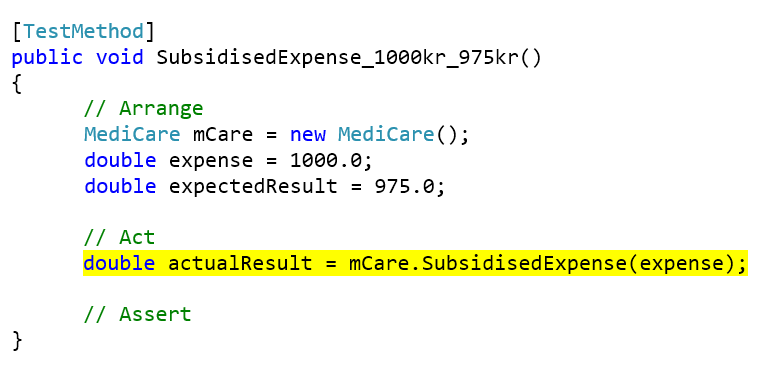 [TestMethod]
public void SubsidisedExpense_1000kr_975kr()
{
// Arrange
MediCare mCare = new MediCare();
double expense = 1000.0;
double expectedResult = 975.0;
// Act
double actualResult = mCare.SubsidisedExpense(expense);
// Assert
}